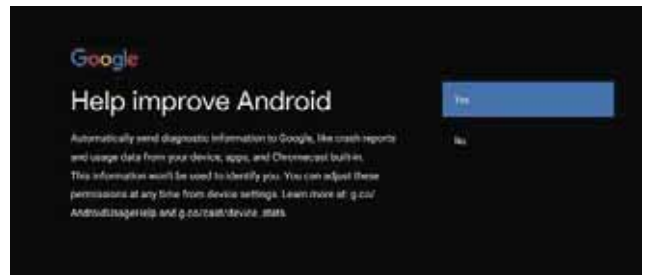 Google
Help improve Android
Automatically send diagnostic information to Google, like crash reports
and usage data from your device, apps, and Chromecast built-in.
This information won't be used to identify you. You can adjust these
permissions at any time from device settings. Learn more at: g.co/
AndroidUsageHelp and g.co/cast/device_stats.
Yes
No